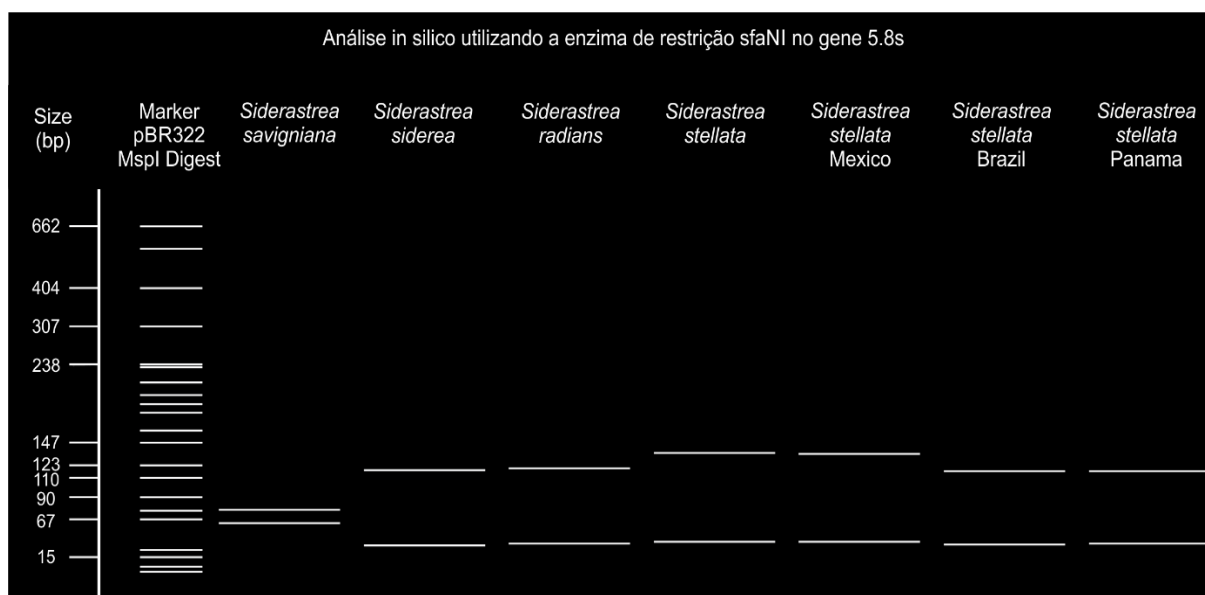 Análise in silico utilizando a enzima de restrição sfaNI no gene 5.8s
Size
(bp)
Marker
pBR322
MspI Digest
Siderastrea
savigniana
Siderastrea
siderea
Siderastrea
radians
Siderastrea
stellata
Siderastrea
stellata
Mexico
Siderastrea
stellata
Brazil
Siderastrea
stellata
Panama
662
404
307
238
147
123
110
90
67
15